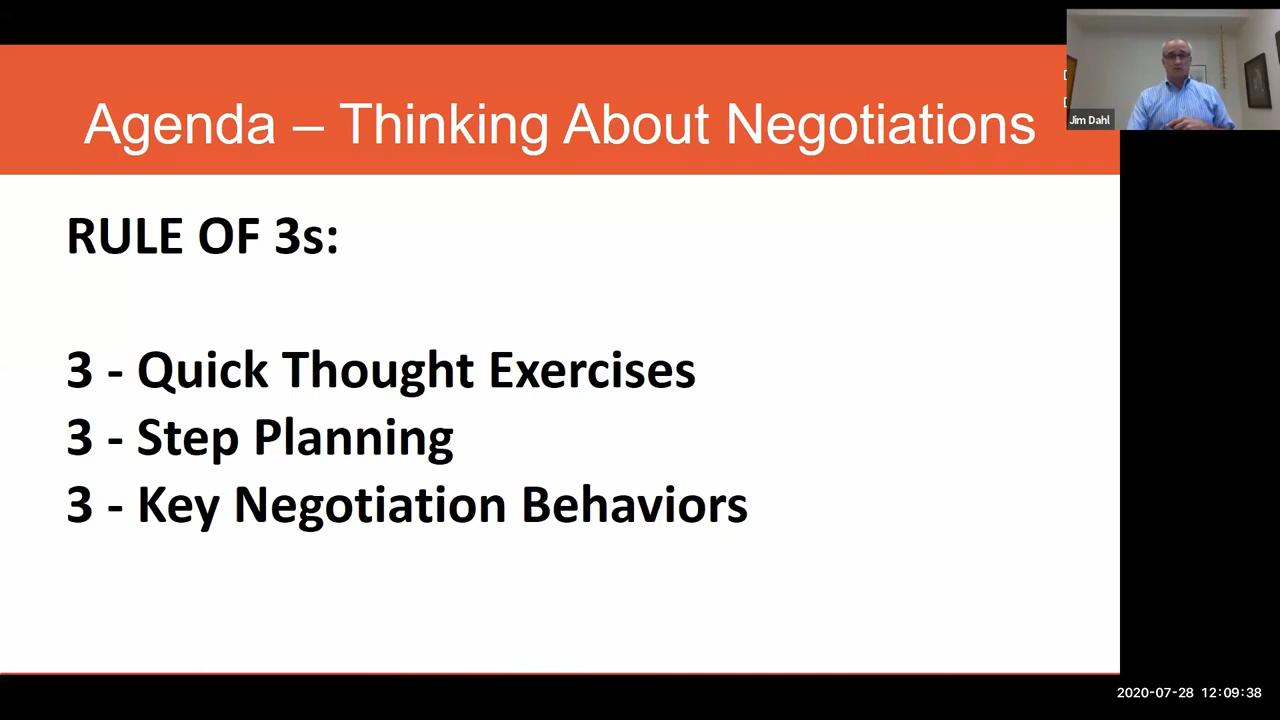 Agenda – Thinking About Negotiations
Jim Dahl
RULE OF 3s:
3 - Quick Thought Exercises
3 - Step Planning
3 - Key Negotiation Behaviors
2020-07-28 12:09:38